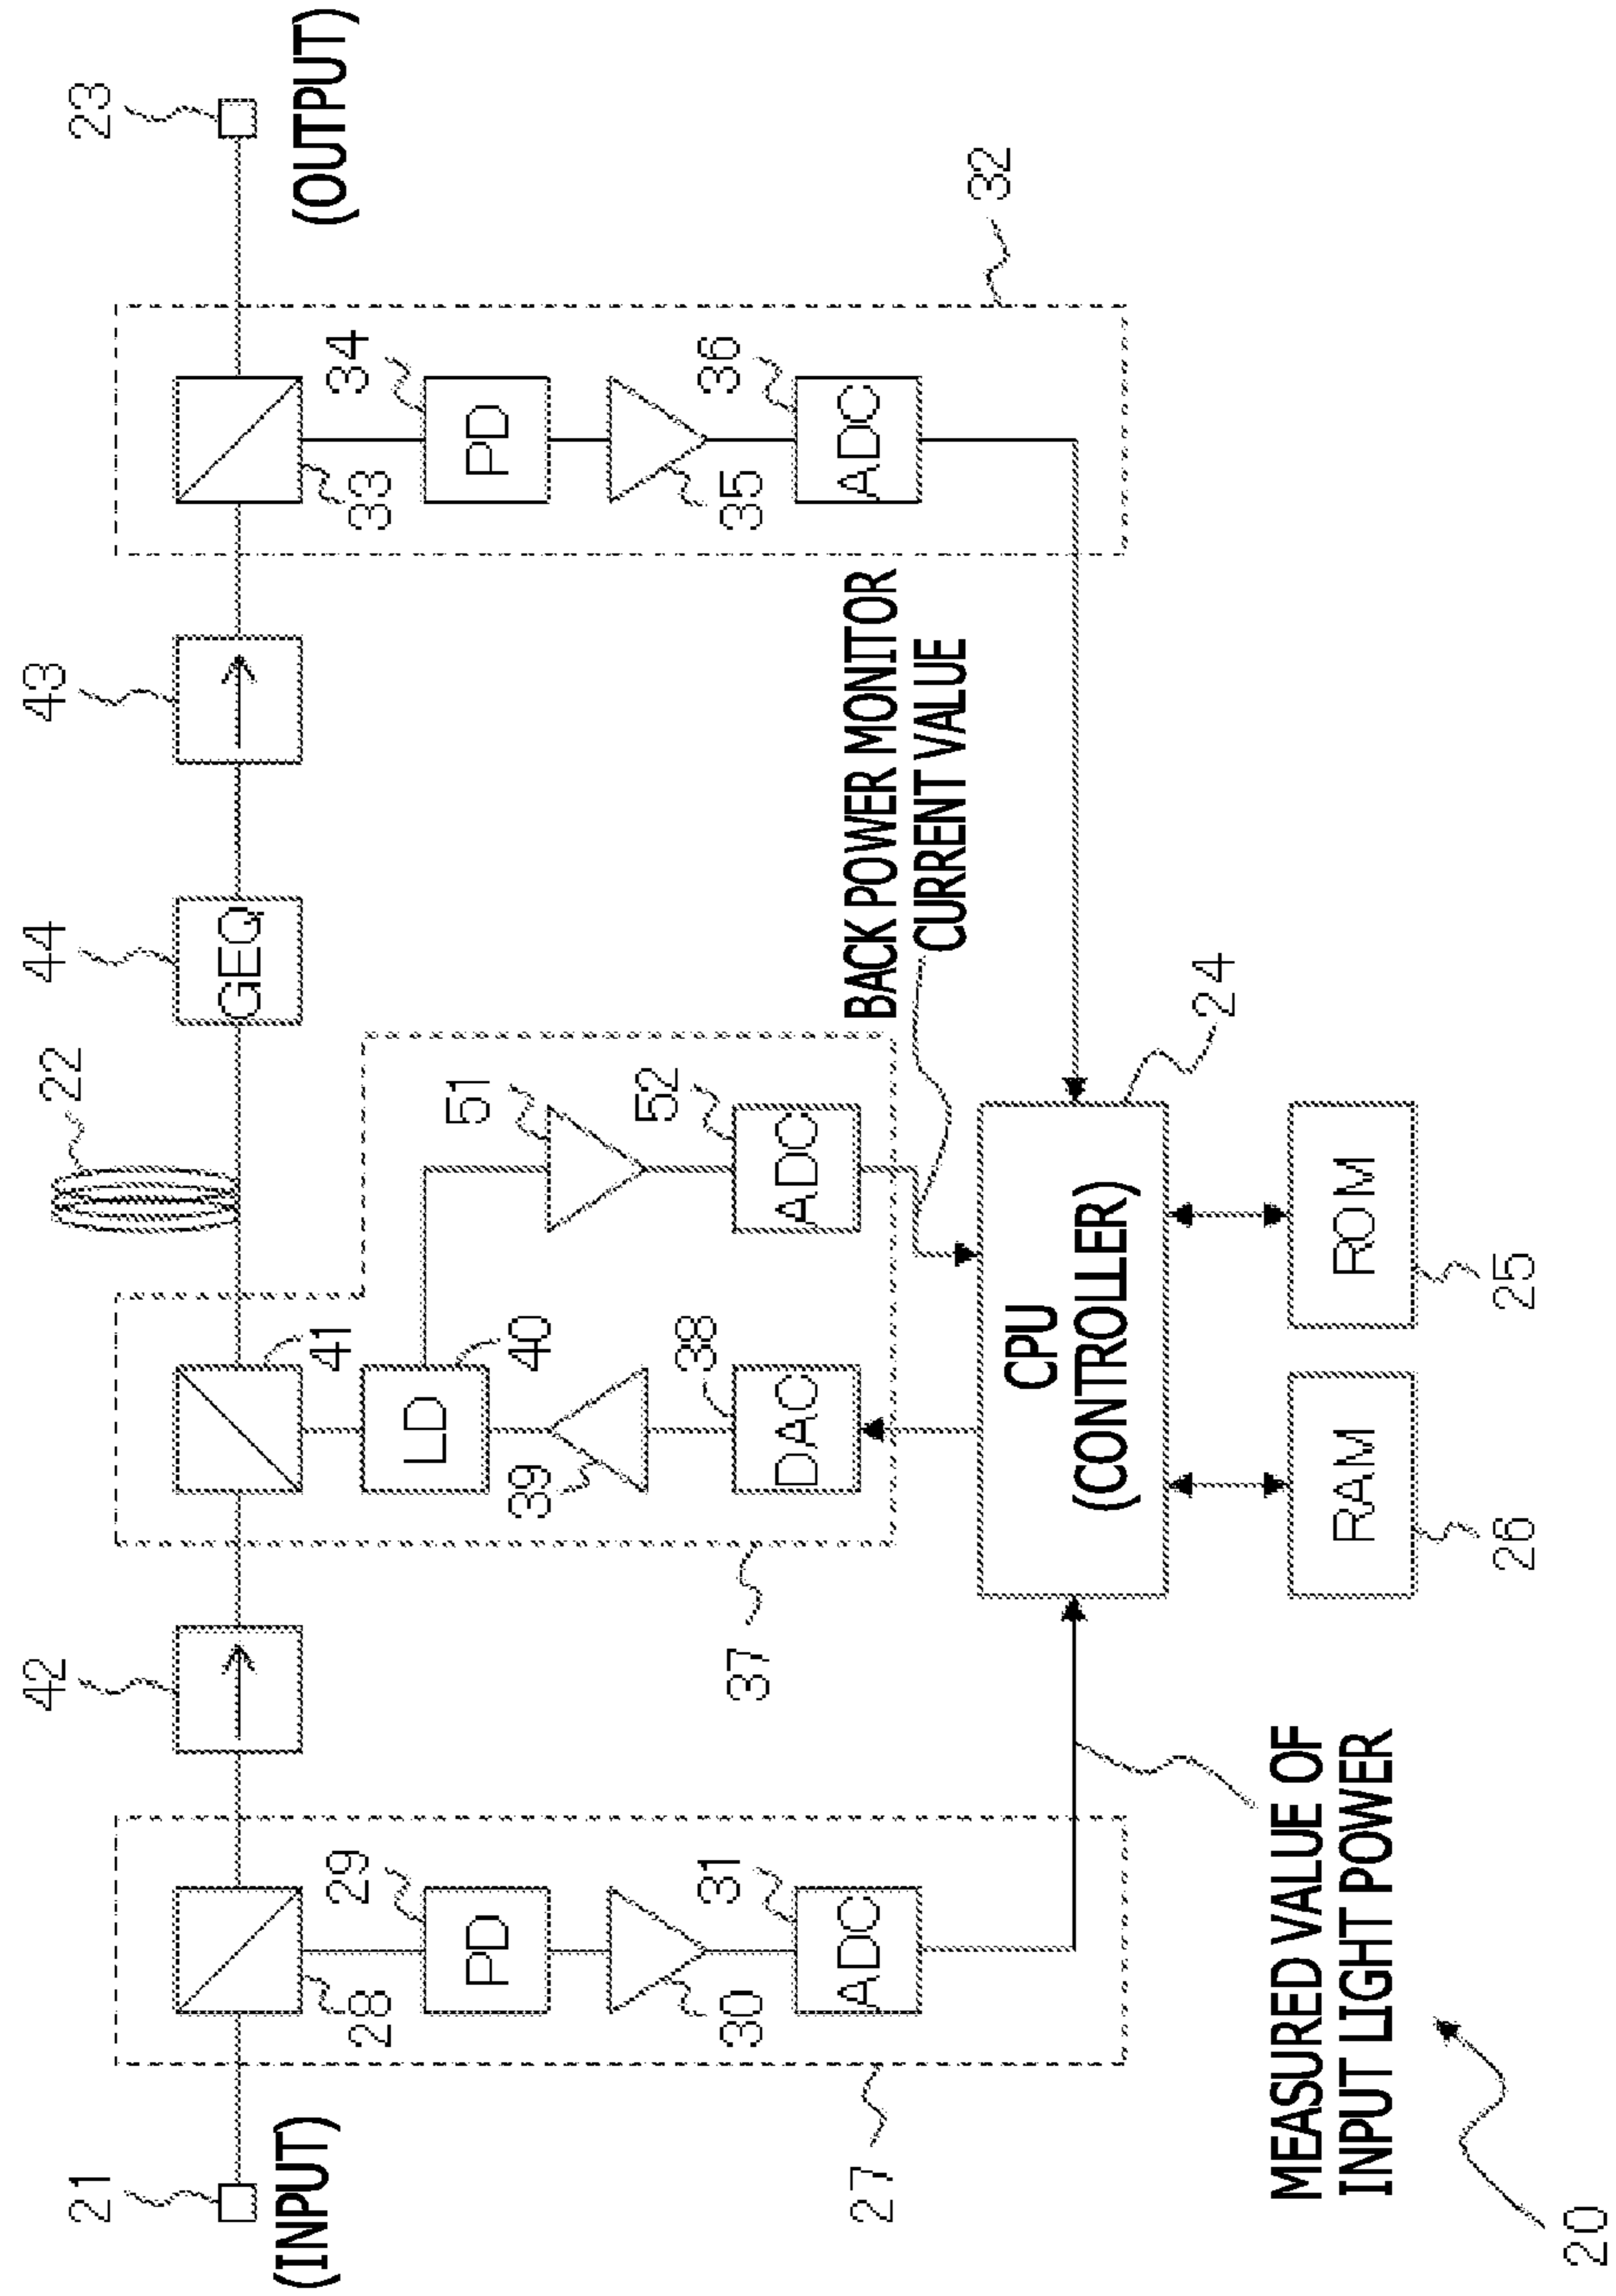 21
(INPUT)
28
29
PD
30
31
ADC
27
42
41
22
LD
40
39
38
DAC
51
52
ADC
37
44
GEQ
43
33
34
PD
35
36
ADC
32
23
(OUTPUT)
BACK POWER MONITOR
CURRENT VALUE
CPU
(CONTROLLER)
24
RAM
26
ROM
25
MEASURED VALUE OF
INPUT LIGHT POWER
20